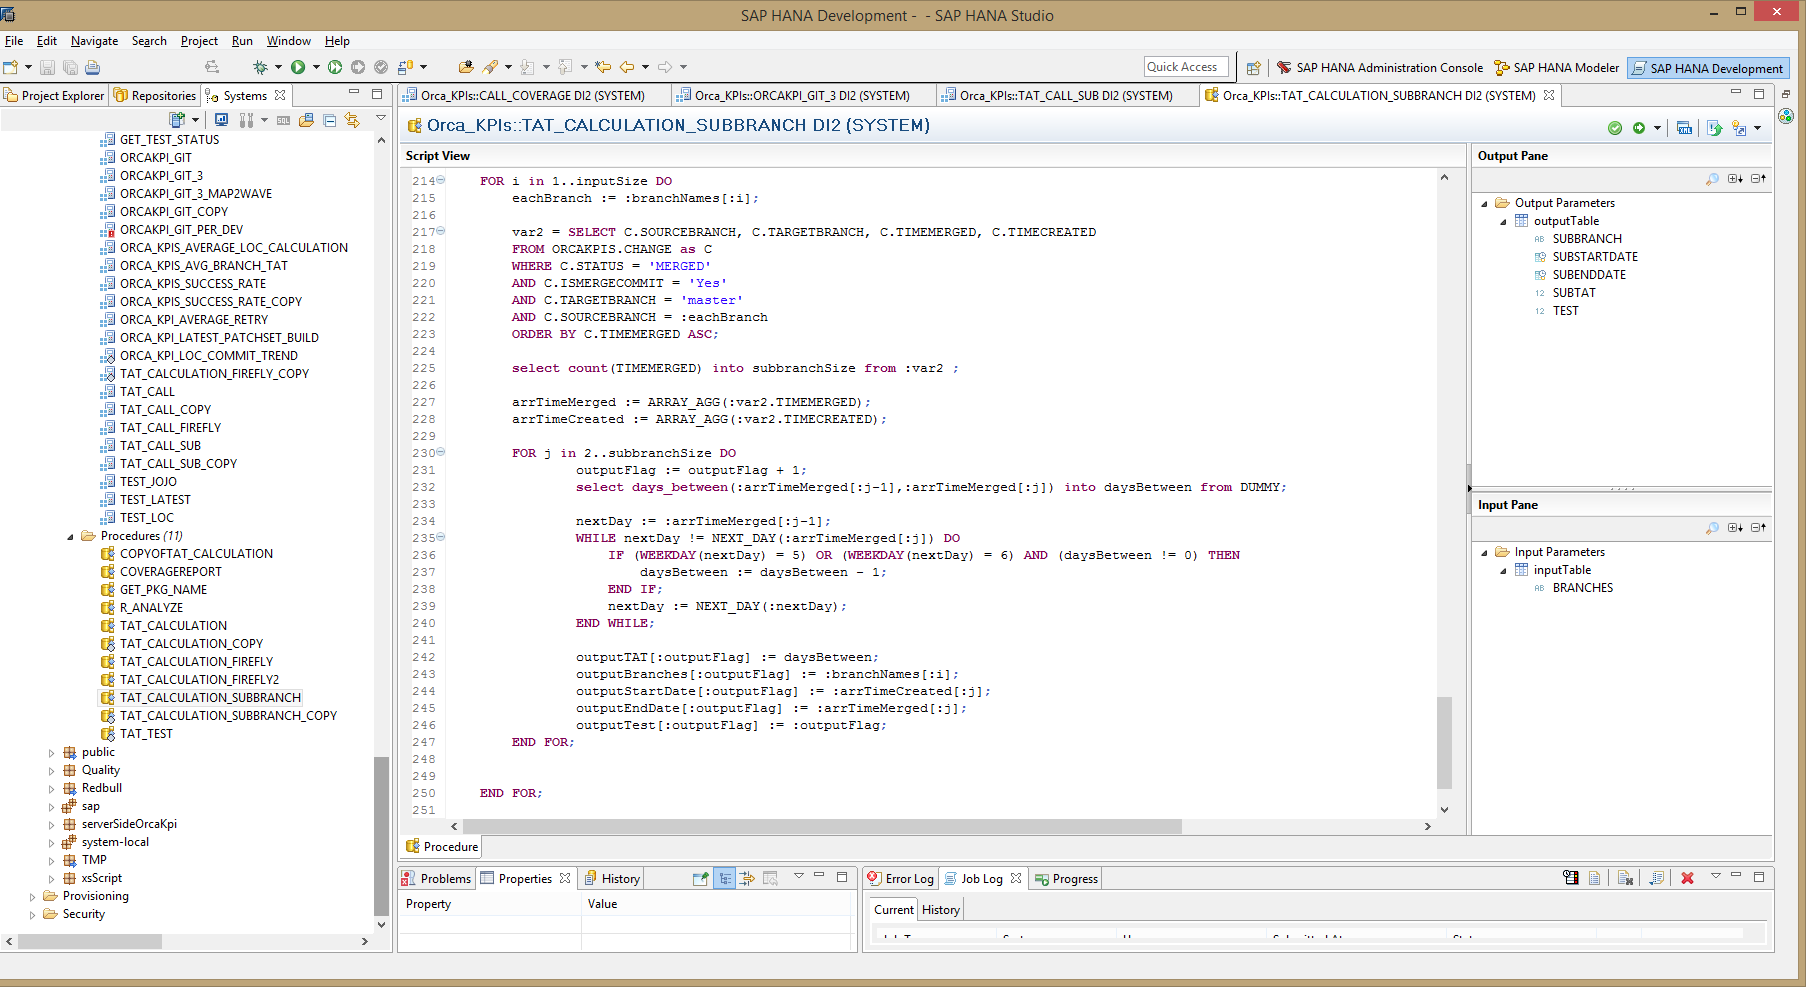 SAP HANA Development -  - SAP HANA Studio
File Edit Navigate Search Project Run Window Help
Quick Access
SAP HANA Administration Console
SAP HANA Modeler
SAP HANA Development
Project Explorer
Repositories
Systems
GET_TEST_STATUS
ORCAKPI_GIT
ORCAKPI_GIT_3
ORCAKPI_GIT_3_MAP2WAVE
ORCAKPI_GIT_COPY
ORCAKPI_GIT_PER_DEV
ORCA_KPIS_AVERAGE_LOC_CALCULATION
ORCA_KPIS_AVG_BRANCH_TAT
ORCA_KPIS_SUCCESS_RATE
ORCA_KPIS_SUCCESS_RATE_COPY
ORCA_KPI_AVERAGE_RETRY
ORCA_KPI_LATEST_PATCHSET_BUILD
ORCA_KPI_LOC_COMMIT_TREND
TAT_CALCULATION_FIREFLY_COPY
TAT_CALL
TAT_CALL_COPY
TAT_CALL_FIREFLY
TAT_CALL_SUB
TAT_CALL_SUB_COPY
TEST_JOJO
TEST_LATEST
TEST_LOC
Procedures (11)
COPYOFTAT_CALCULATION
COVERAGEREPORT
GET_PKG_NAME
R_ANALYZE
TAT_CALCULATION
TAT_CALCULATION_COPY
TAT_CALCULATION_FIREFLY
TAT_CALCULATION_FIREFLY2
TAT_CALCULATION_SUBBRANCH
TAT_CALCULATION_SUBBRANCH_COPY
TAT_TEST
public
Quality
Redbull
sap
serverSideOrcaKpi
system-local
TMP
xsScript
Provisioning
Security
Orca_KPIs::CALL_COVERAGE DI2 (SYSTEM)
Orca_KPIs::ORCAKPI_GIT_3 DI2 (SYSTEM)
Orca_KPIs::TAT_CALL_SUB DI2 (SYSTEM)
Orca_KPIs::TAT_CALCULATION_SUBBRANCH DI2 (SYSTEM)
Orca_KPIs::TAT_CALCULATION_SUBBRANCH DI2 (SYSTEM)
Script View
214 FOR i in 1..inputSize DO
215 eachBranch := :branchNames[:i];
216
217 var2 = SELECT C.SOURCEBRANCH, C.TARGETBRANCH, C.TIMEMERGED, C.TIMECREATED
218 FROM ORCAKPIS.CHANGE as C
219 WHERE C.STATUS = 'MERGED'
220 AND C.ISMERGECOMMIT = 'Yes'
221 AND C.TARGETBRANCH = 'master'
222 AND C.SOURCEBRANCH = :eachBranch
223 ORDER BY C.TIMEMERGED ASC;
224
225 select count(TIMEMERGED) into subbranchSize from :var2 ;
226
227 arrTimeMerged := ARRAY_AGG(:var2.TIMEMERGED);
228 arrTimeCreated := ARRAY_AGG(:var2.TIMECREATED);
229
230 FOR j in 2..subbranchSize DO
231 outputFlag := outputFlag + 1;
232 select days_between(:arrTimeMerged[:j-1],:arrTimeMerged[:j]) into daysBetween from DUMMY;
233
234 nextDay := :arrTimeMerged[:j-1];
235 WHILE nextDay != NEXT_DAY(:arrTimeMerged[:j]) DO
236 IF (WEEKDAY(nextDay) = 5) OR (WEEKDAY(nextDay) = 6) AND (daysBetween != 0) THEN
237 daysBetween := daysBetween - 1;
238 END IF;
239 nextDay := NEXT_DAY(:nextDay);
240 END WHILE;
241
242 outputTAT[:outputFlag] := daysBetween;
243 outputBranches[:outputFlag] := :branchNames[:i];
244 outputStartDate[:outputFlag] := :arrTimeCreated[:j];
245 outputEndDate[:outputFlag] := :arrTimeMerged[:j];
246 outputTest[:outputFlag] := :outputFlag;
247 END FOR;
248
249
250 END FOR;
251
Procedure
Output Pane
Output Parameters
outputTable
AB SUBBRANCH
SUBSTARTDATE
SUBENDDATE
12 SUBTAT
12 TEST
Input Pane
Input Parameters
inputTable
AB BRANCHES
Problems
Properties
History
Property Value
Error Log
Job Log
Progress
Current
History